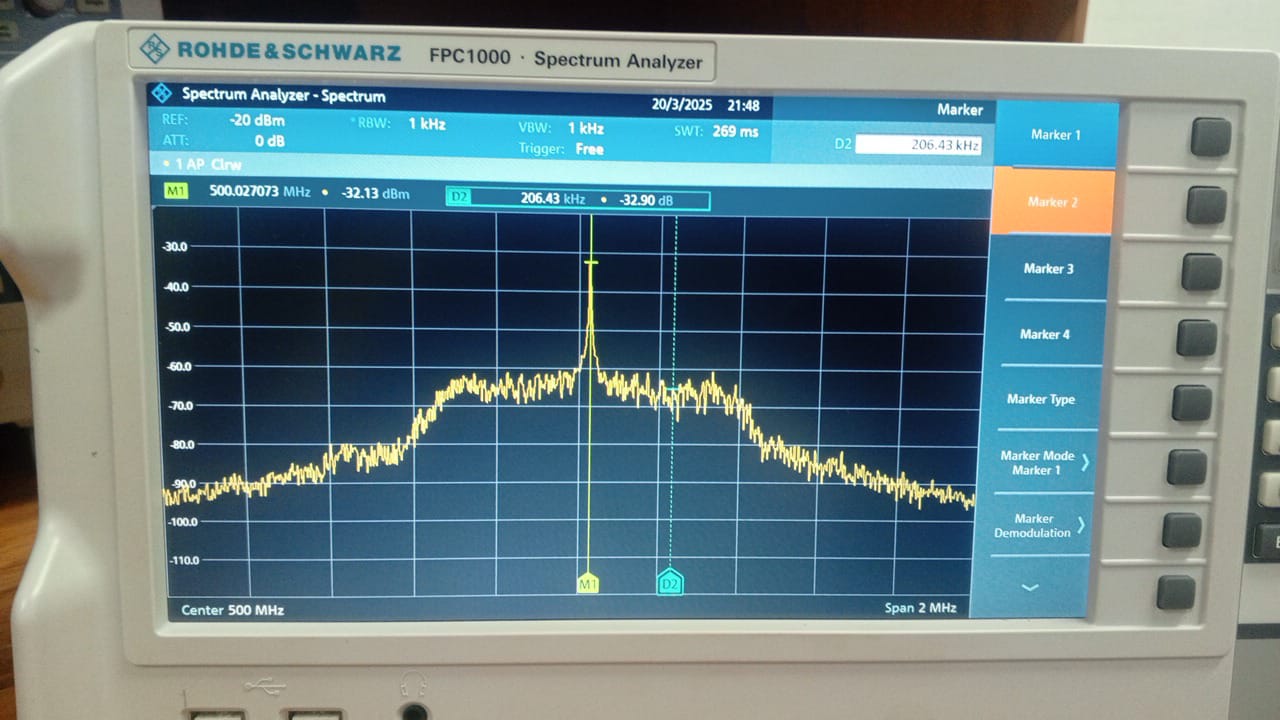 ROHDE&SCHWARZ FPC1000 · Spectrum Analyzer
Spectrum Analyzer - Spectrum 20/3/2025 21:48 Marker
REF: -20 dBm *RBW: 1 kHz VBW: 1 kHz SWT: 269 ms D2 206.43 kHz
ATT: 0 dB Trigger: Free
• 1 AP Clrw
M1 500.027073 MHz • -32.13 dBm D2 206.43 kHz • -32.90 dB
-30.0
-40.0
-50.0
-60.0
-70.0
-80.0
-90.0
-100.0
-110.0
M1 D2
Center 500 MHz Span 2 MHz
Marker 1
Marker 2
Marker 3
Marker 4
Marker Type
Marker Mode
Marker 1
Marker
Demodulation